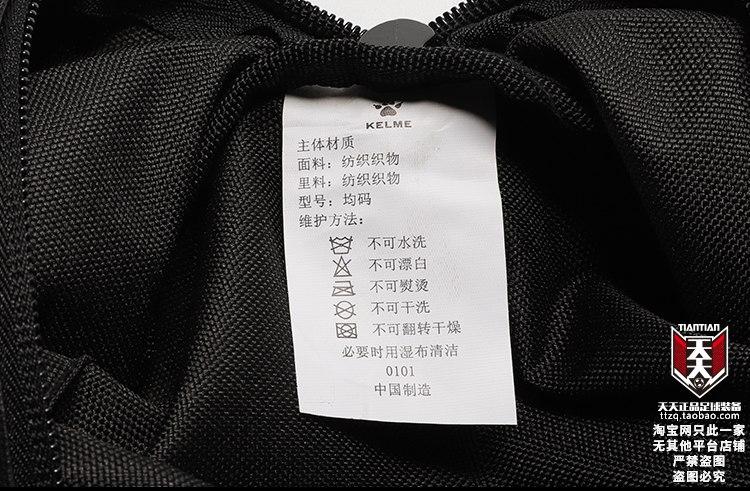 KELME
主体材质
面料：纺织织物
里料：纺织织物
型号：均码
维护方法：
不可水洗
不可漂白
不可熨烫
不可干洗
不可翻转干燥
必要时用湿布清洁
0101
中国制造
TIANTIAN
天天
天天正品足球装备
ttzq.taobao.com
淘宝网只此一家
无其他平台店铺
严禁盗图
盗图必究